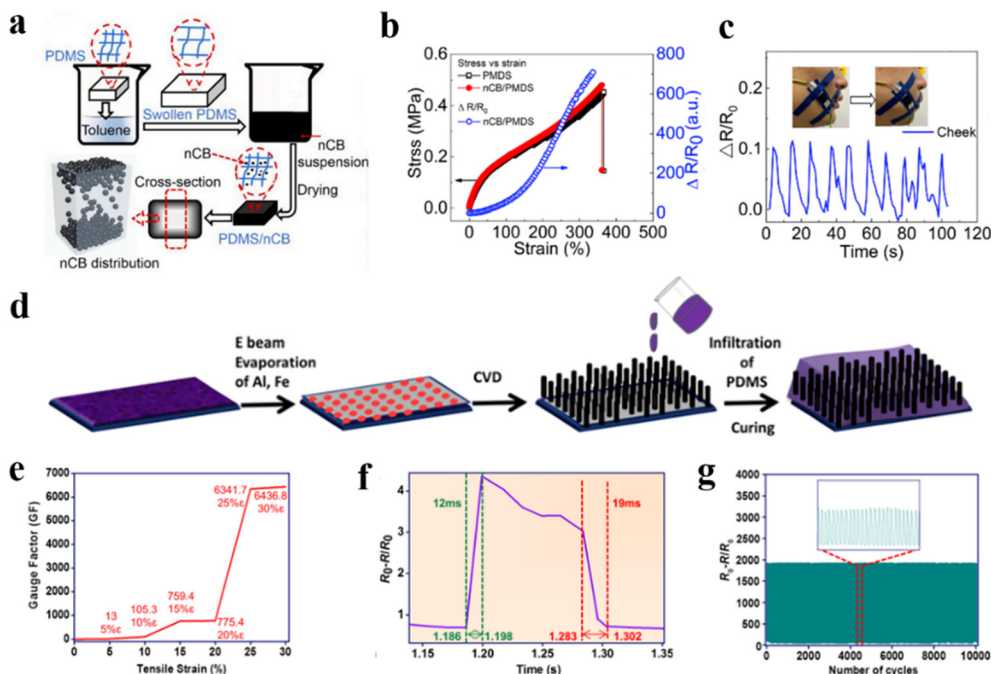 a
PDMS
Toluene
Swollen PDMS
nCB
suspension
nCB
Drying
Cross-section
PDMS/nCB
nCB distribution
b
Strss (MPa)
0.6
0.4
0.2
0.0
Stress vs strain
PMDS
nCB/PMDS
Δ R/R0
nCB/PMDS
800
600
400
200
0
Δ R/R0 (a.u.)
0 100 200 300 400 500
Strain (%)
c
ΔR/R0
0.2
0.1
0.0
Cheek
0 20 40 60 80 100 120
Time (s)
d
E beam
Evaporation
of Al, Fe
CVD
Infiltration
of
PDMS
Curing
e
Gauge Factor (GF)
7000
6000
5000
4000
3000
2000
1000
0
13
5%ε
105.3
10%ε
759.4
15%ε
775.4
20%ε
6341.7
25%ε
6436.8
30%ε
0 5 10 15 20 25 30
Tensile Strain (%)
f
R0-R/R0
4
3
2
1
12ms
19ms
1.186
1.198
1.283
1.302
1.20 1.25 1.30 1.35
Time (s)
g
R0-R/R0
4000
3500
3000
2500
2000
1500
1000
500
0
0 2000 4000 6000 8000 10000
Number of cycles